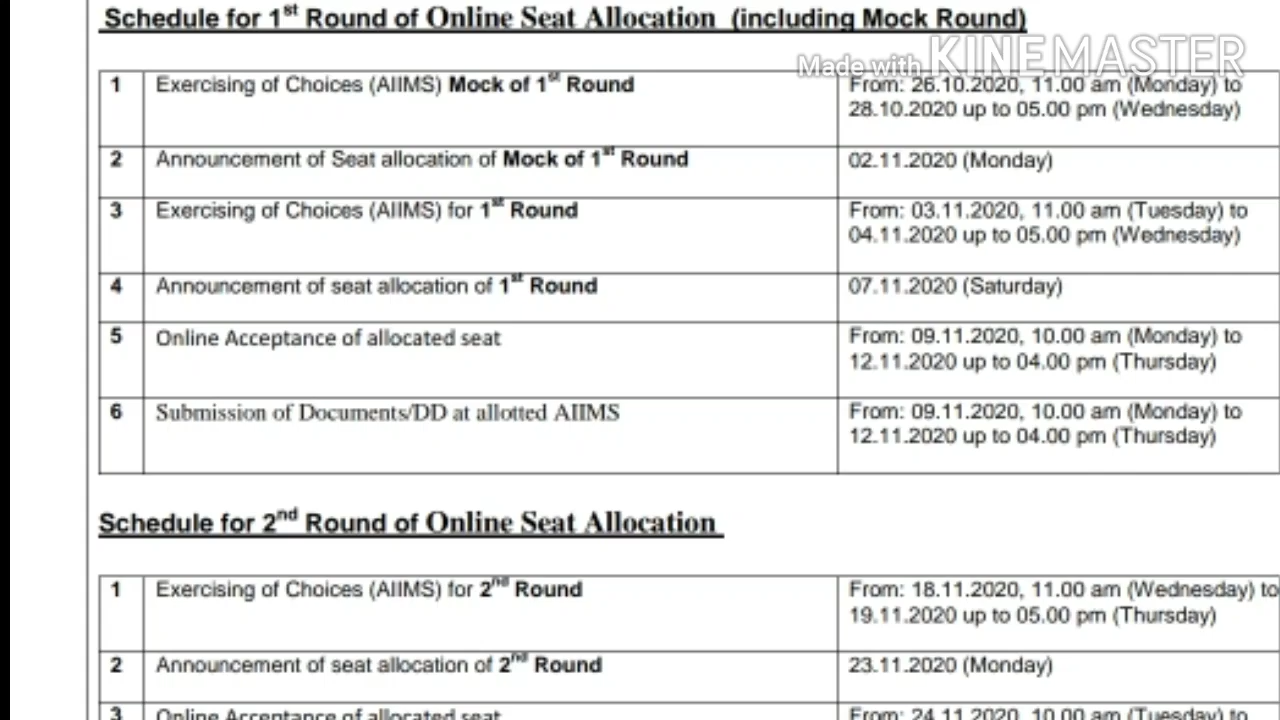 Schedule for 1st Round of Online Seat Allocation (including Mock Round)
Made with KINEMASTER
1 Exercising of Choices (AIIMS) Mock of 1st Round From: 26.10.2020, 11.00 am (Monday) to
28.10.2020 up to 05.00 pm (Wednesday)
2 Announcement of Seat allocation of Mock of 1st Round 02.11.2020 (Monday)
3 Exercising of Choices (AIIMS) for 1st Round From: 03.11.2020, 11.00 am (Tuesday) to
04.11.2020 up to 05.00 pm (Wednesday)
4 Announcement of seat allocation of 1st Round 07.11.2020 (Saturday)
5 Online Acceptance of allocated seat From: 09.11.2020, 10.00 am (Monday) to
12.11.2020 up to 04.00 pm (Thursday)
6 Submission of Documents/DD at allotted AIIMS From: 09.11.2020, 10.00 am (Monday) to
12.11.2020 up to 04.00 pm (Thursday)
Schedule for 2nd Round of Online Seat Allocation
1 Exercising of Choices (AIIMS) for 2nd Round From: 18.11.2020, 11.00 am (Wednesday) to
19.11.2020 up to 05.00 pm (Thursday)
2 Announcement of seat allocation of 2nd Round 23.11.2020 (Monday)
3 Online Acceptance of allocated seat From: 24.11.2020, 10.00 am (Tuesday) to